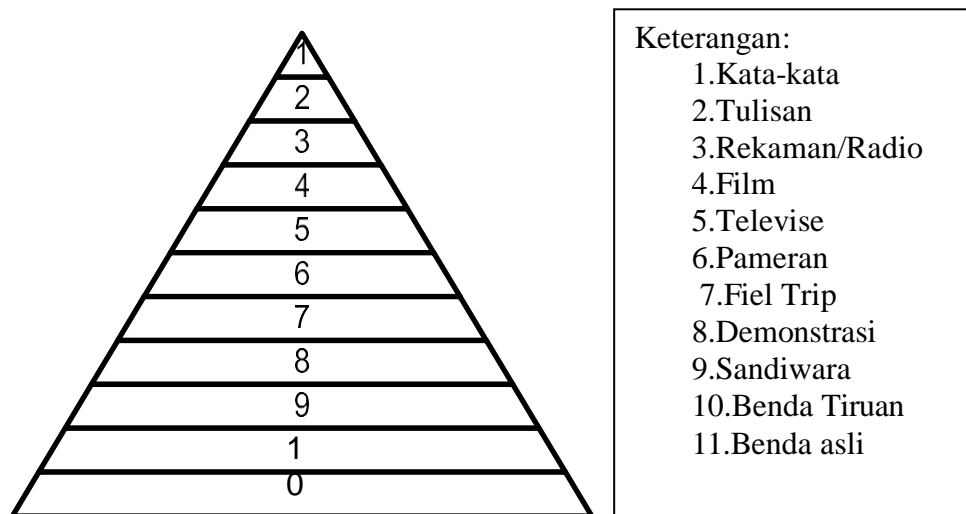 1
2
3
4
5
6
7
8
9
1
0
Keterangan:
1.Kata-kata
2.Tulisan
3.Rekaman/Radio
4.Film
5.Televise
6.Pameran
7.Fiel Trip
8.Demonstrasi
9.Sandiwara
10.Benda Tiruan
11.Benda asli